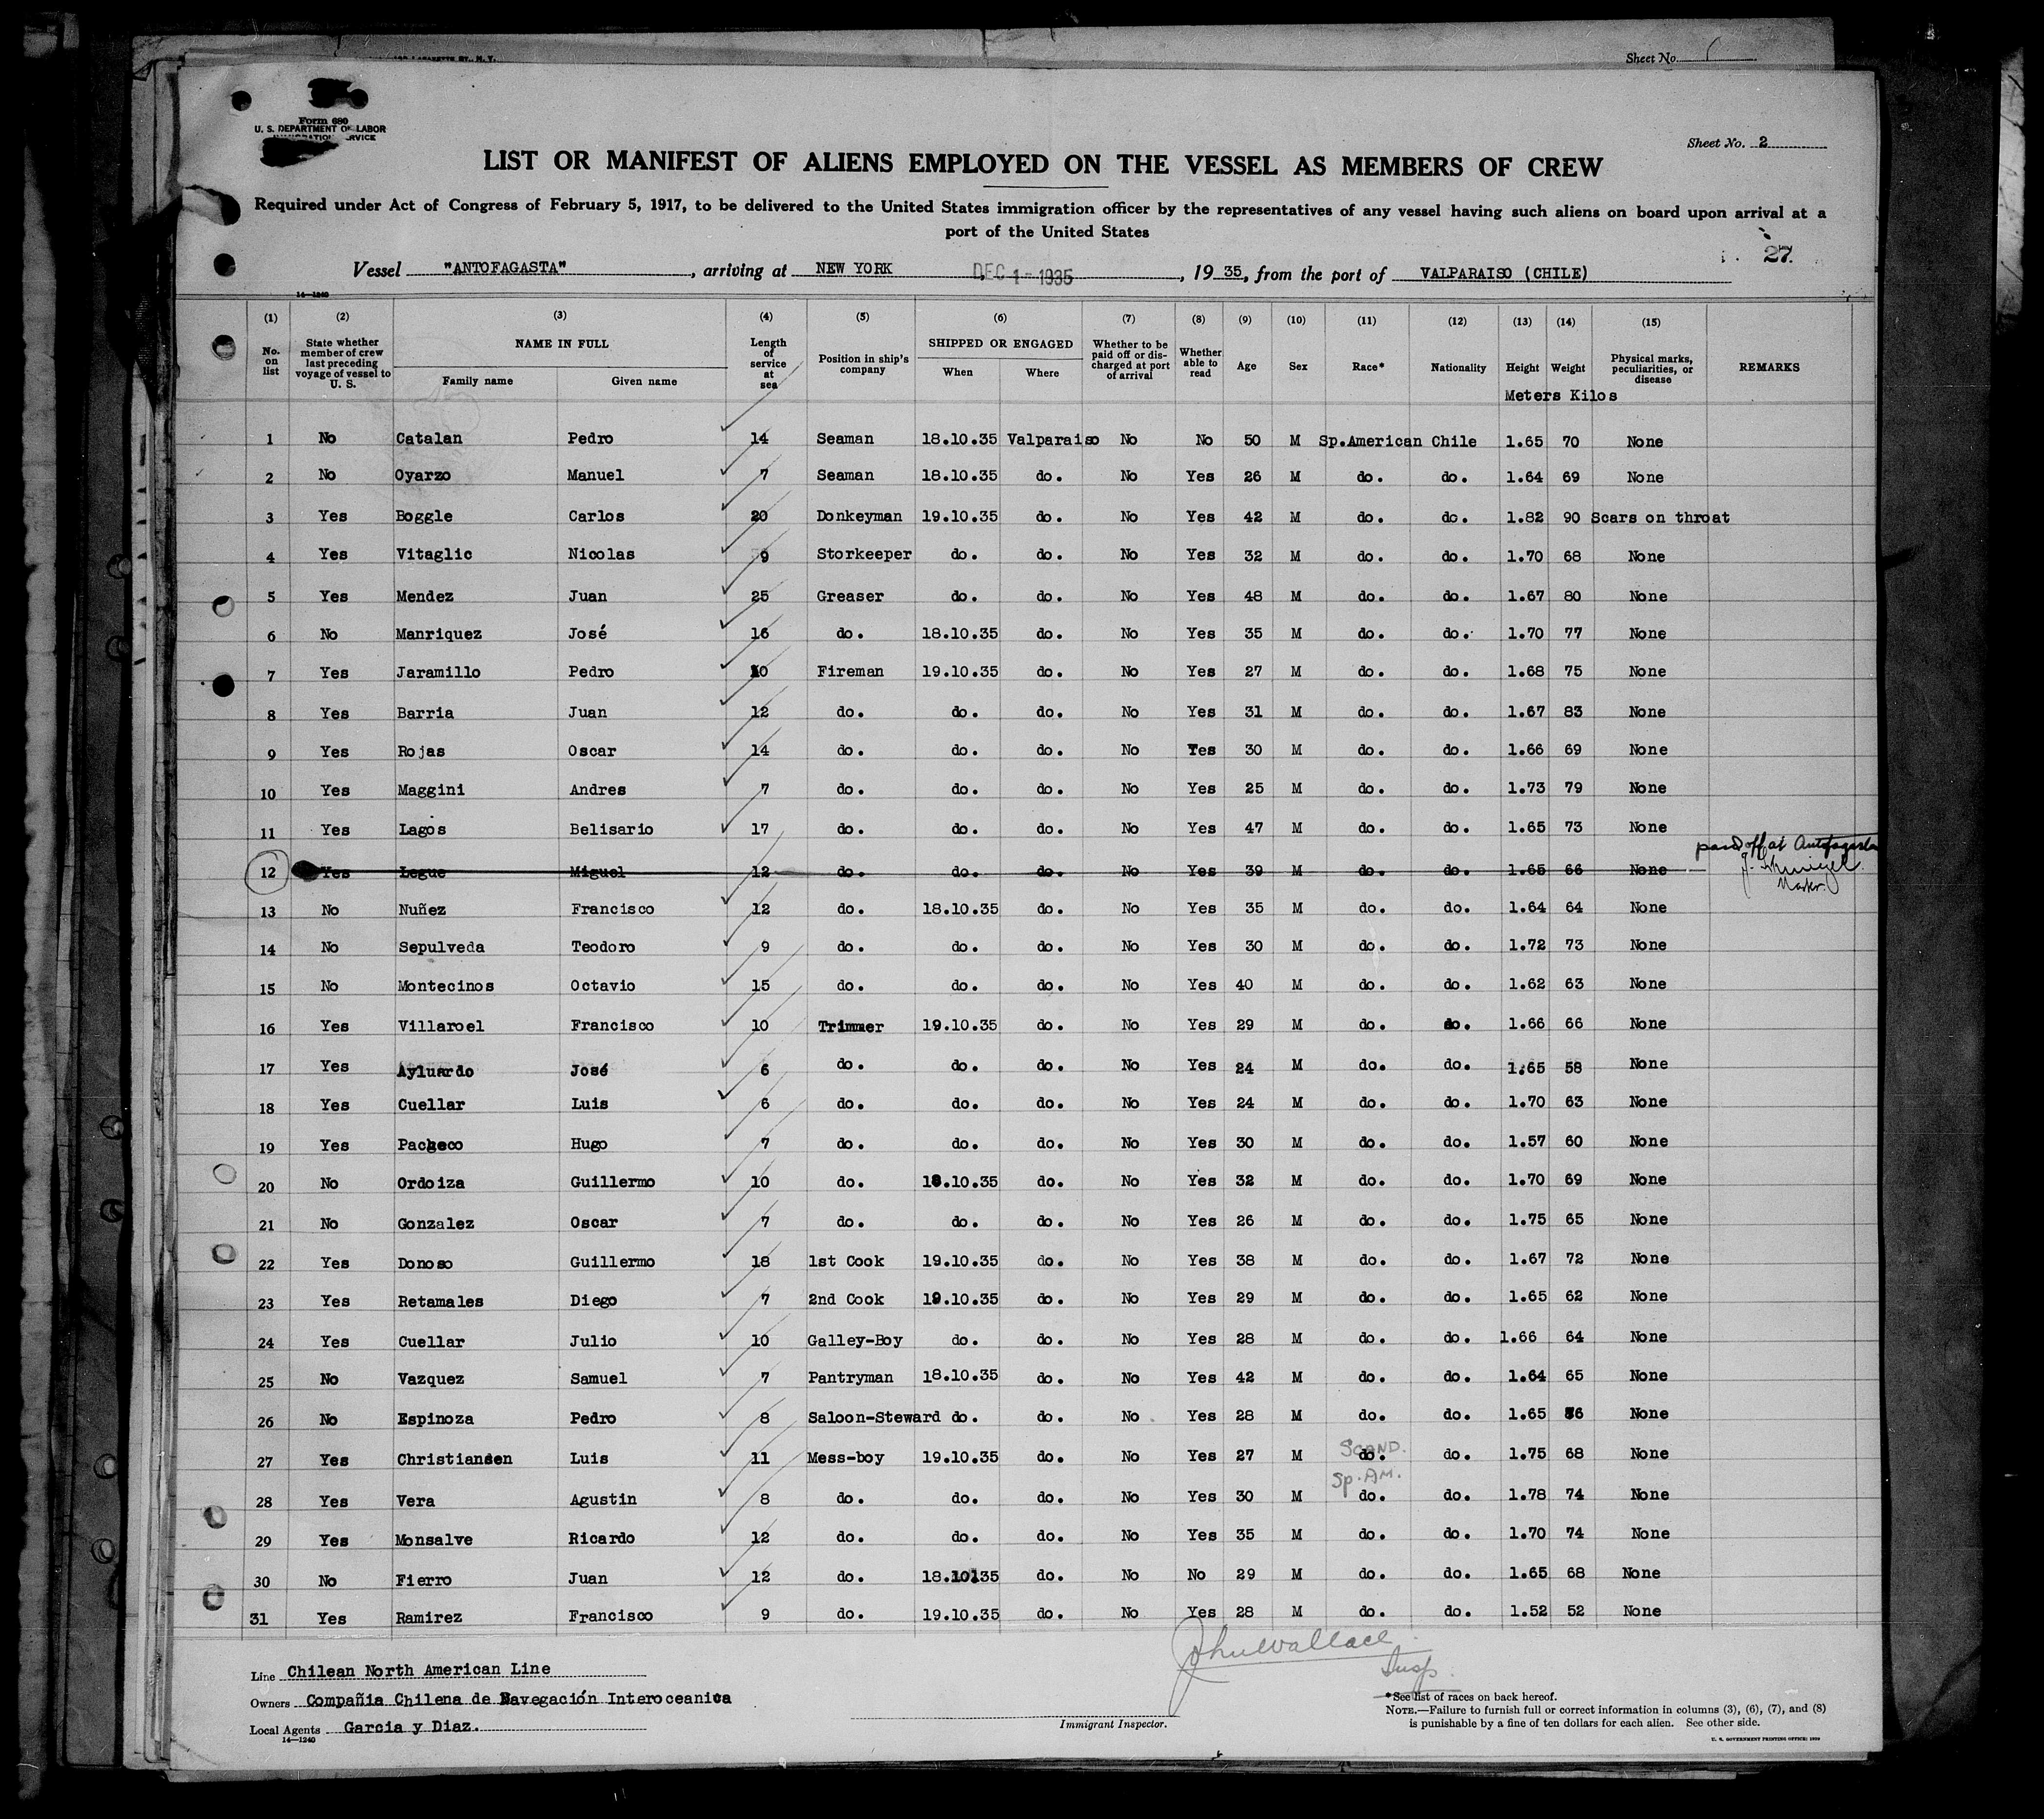 Sheet No. 1
Form 680
U. S. DEPARTMENT OF LABOR
Sheet No. 2
LIST OR MANIFEST OF ALIENS EMPLOYED ON THE VESSEL AS MEMBERS OF CREW
Required under Act of Congress of February 5, 1917, to be delivered to the United States immigration officer by the representatives of any vessel having such aliens on board upon arrival at a
port of the United States
27.
Vessel "ANTOFAGASTA", arriving at NEW YORK DEC 1 - 1935, 19 35, from the port of VALPARAISO (CHILE)
14—1240
(1) (2) (3) (4) (5) (6) (7) (8) (9) (10) (11) (12) (13) (14) (15)
No. on list State whether member of crew last preceding voyage of vessel to U. S. NAME IN FULL Family name Given name Length of service at sea Position in ship's company SHIPPED OR ENGAGED When Where Whether to be paid off or discharged at port of arrival Whether able to read Age Sex Race* Nationality Height Weight Physical marks, peculiarities, or disease REMARKS
Meters Kilos
1 No Catalan Pedro 14 Seaman 18.10.35 Valparaiso No No 50 M Sp.American Chile 1.65 70 None
2 No Oyarzo Manuel 7 Seaman 18.10.35 do. No Yes 26 M do. do. 1.64 69 None
3 Yes Boggle Carlos 20 Donkeyman 19.10.35 do. No Yes 42 M do. do. 1.82 90 Scars on throat
4 Yes Vitaglic Nicolas 9 Storkeeper do. do. No Yes 32 M do. do. 1.70 68 None
5 Yes Mendez Juan 25 Greaser do. do. No Yes 48 M do. do. 1.67 80 None
6 No Manriquez José 16 do. 18.10.35 do. No Yes 35 M do. do. 1.70 77 None
7 Yes Jaramillo Pedro 10 Fireman 19.10.35 do. No Yes 27 M do. do. 1.68 75 None
8 Yes Barria Juan 12 do. do. do. No Yes 31 M do. do. 1.67 83 None
9 Yes Rojas Oscar 14 do. do. do. No Yes 30 M do. do. 1.66 69 None
10 Yes Maggini Andres 7 do. do. do. No Yes 25 M do. do. 1.73 79 None
11 Yes Lagos Belisario 17 do. do. do. No Yes 47 M do. do. 1.65 73 None
12 Yes Legue Miguel 12 do. do. do. No Yes 39 M do. do. 1.65 66 None paid off at Antofagasta
Master.
13 No Nuñez Francisco 12 do. 18.10.35 do. No Yes 35 M do. do. 1.64 64 None
14 No Sepulveda Teodoro 9 do. do. do. No Yes 30 M do. do. 1.72 73 None
15 No Montecinos Octavio 15 do. do. do. No Yes 40 M do. do. 1.62 63 None
16 Yes Villaroel Francisco 10 Trimmer 19.10.35 do. No Yes 29 M do. do. 1.66 66 None
17 Yes Ayluardo José 6 do. do. do. No Yes 24 M do. do. 1.65 58 None
18 Yes Cuellar Luis 6 do. do. do. No Yes 24 M do. do. 1.70 63 None
19 Yes Pacheco Hugo 7 do. do. do. No Yes 30 M do. do. 1.57 60 None
20 No Ordoiza Guillermo 10 do. 18.10.35 do. No Yes 32 M do. do. 1.70 69 None
21 No Gonzalez Oscar 7 do. do. do. No Yes 26 M do. do. 1.75 65 None
22 Yes Donoso Guillermo 18 1st Cook 19.10.35 do. No Yes 38 M do. do. 1.67 72 None
23 Yes Retamales Diego 7 2nd Cook 19.10.35 do. No Yes 29 M do. do. 1.65 62 None
24 Yes Cuellar Julio 10 Galley-Boy do. do. No Yes 28 M do. do. 1.66 64 None
25 No Vazquez Samuel 7 Pantryman 18.10.35 do. No Yes 42 M do. do. 1.64 65 None
26 No Espinoza Pedro 8 Saloon-Steward do. do. No Yes 28 M do. do. 1.65 None
27 Yes Christiansen Luis 11 Mess-boy 19.10.35 do. No Yes 27 M SCAND. do. do. 1.75 68 None
28 Yes Vera Agustin 8 do. do. do. No Yes 30 M Sp. AM. do. do. 1.78 74 None
29 Yes Monsalve Ricardo 12 do. do. do. No Yes 35 M do. do. 1.70 74 None
30 No Fierro Juan 12 do. 18.10.35 do. No No 29 M do. do. 1.65 68 None
31 Yes Ramirez Francisco 9 do. 19.10.35 do. No Yes 28 M do. do. 1.52 52 None
John Wallace
Insp.
Line Chilean North American Line
Owners Compañia Chilena de Navegación Interoceanica
Local Agents Garcia y Diaz.
14—1240
Immigrant Inspector.
*See list of races on back hereof.
NOTE.—Failure to furnish full or correct information in columns (3), (6), (7), and (8)
is punishable by a fine of ten dollars for each alien. See other side.
U. S. GOVERNMENT PRINTING OFFICE: